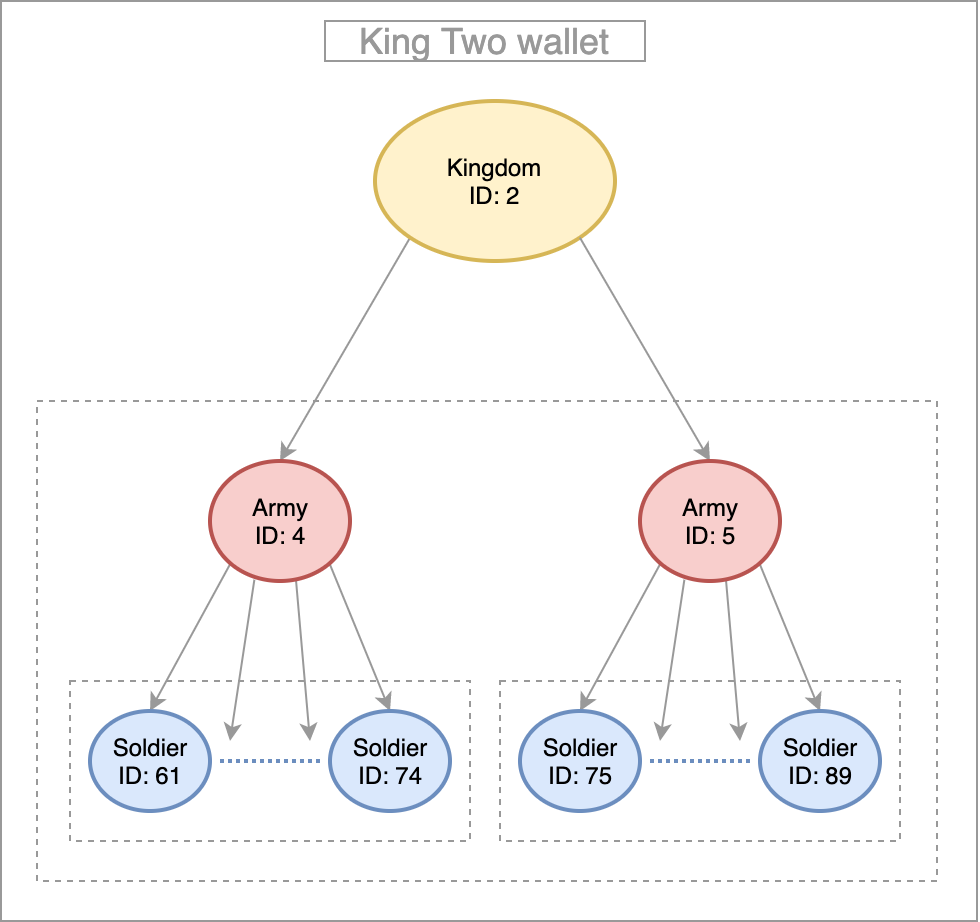 King Two wallet
Kingdom
ID: 2
Army
ID: 4
Army
ID: 5
Soldier
ID: 61
Soldier
ID: 74
Soldier
ID: 75
Soldier
ID: 89